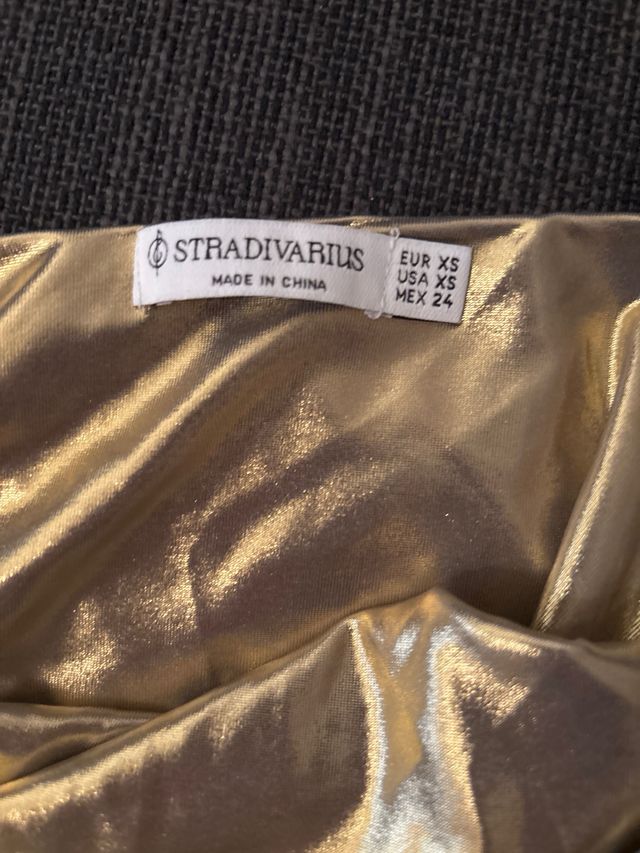 STRADIVARIUS
MADE IN CHINA
EUR XS
USA XS
MEX 24